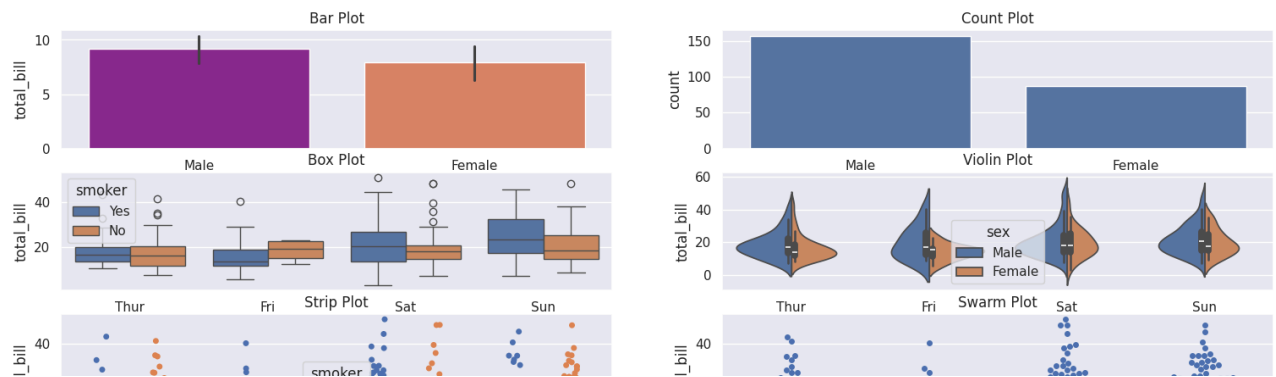 Bar Plot
10
5
0
total_bill
Male
Female
Count Plot
150
100
50
0
count
Male
Female
Box Plot
40
20
total_bill
smoker
Yes
No
Thur
Fri
Sat
Sun
Violin Plot
60
40
20
0
total_bill
sex
Male
Female
Thur
Fri
Sat
Sun
Strip Plot
40
_bill
smoker
Swarm Plot
40
_bill